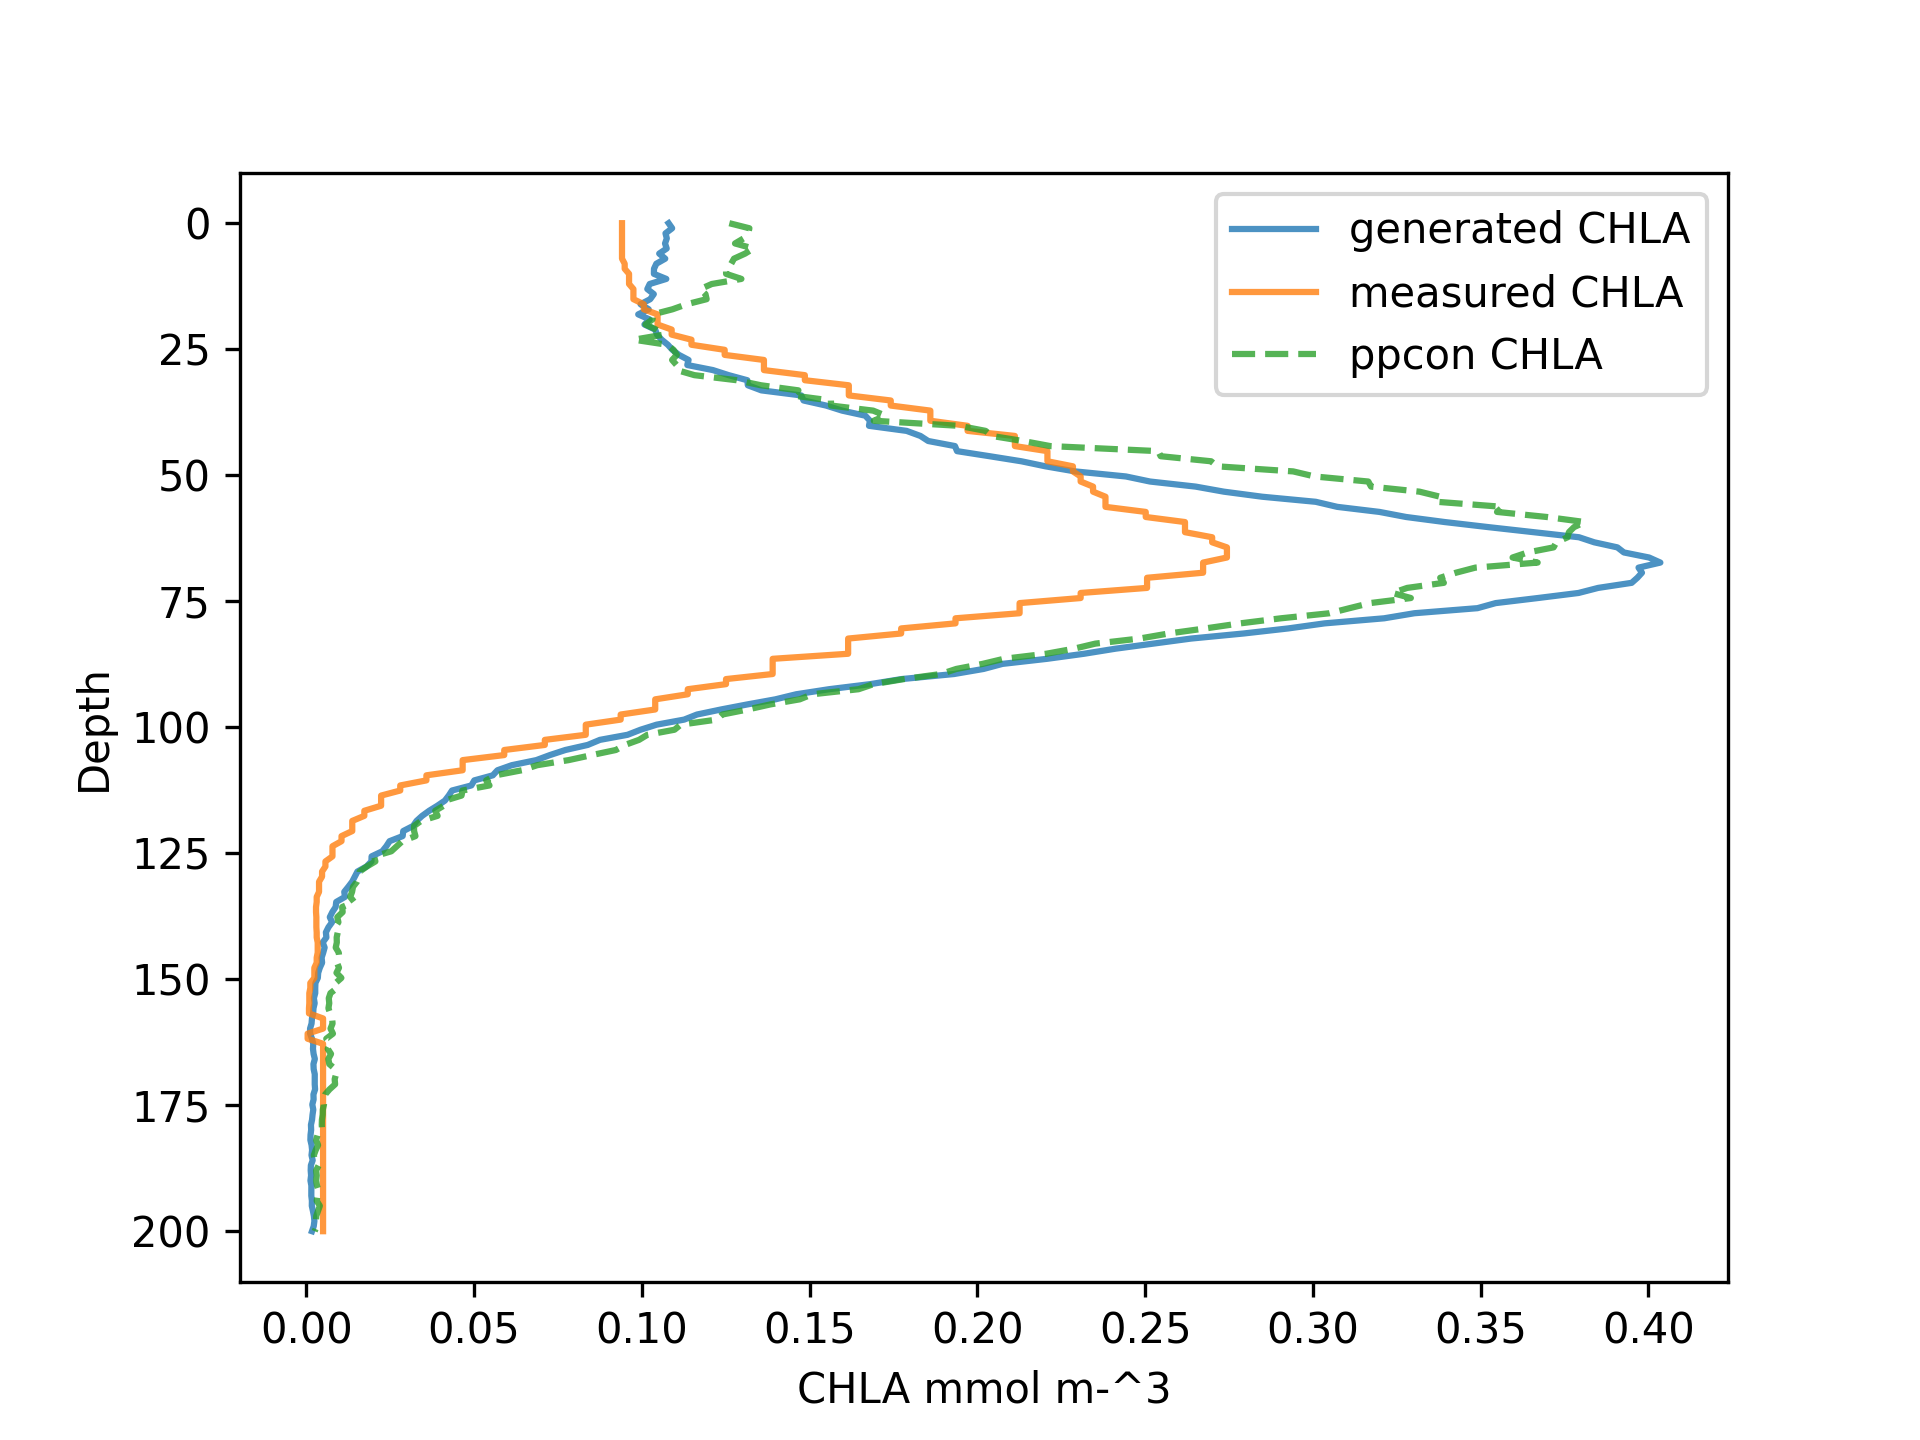 generated CHLA
measured CHLA
ppcon CHLA
Depth
0
25
50
75
100
125
150
175
200
0.00 0.05 0.10 0.15 0.20 0.25 0.30 0.35 0.40
CHLA mmol m-^3